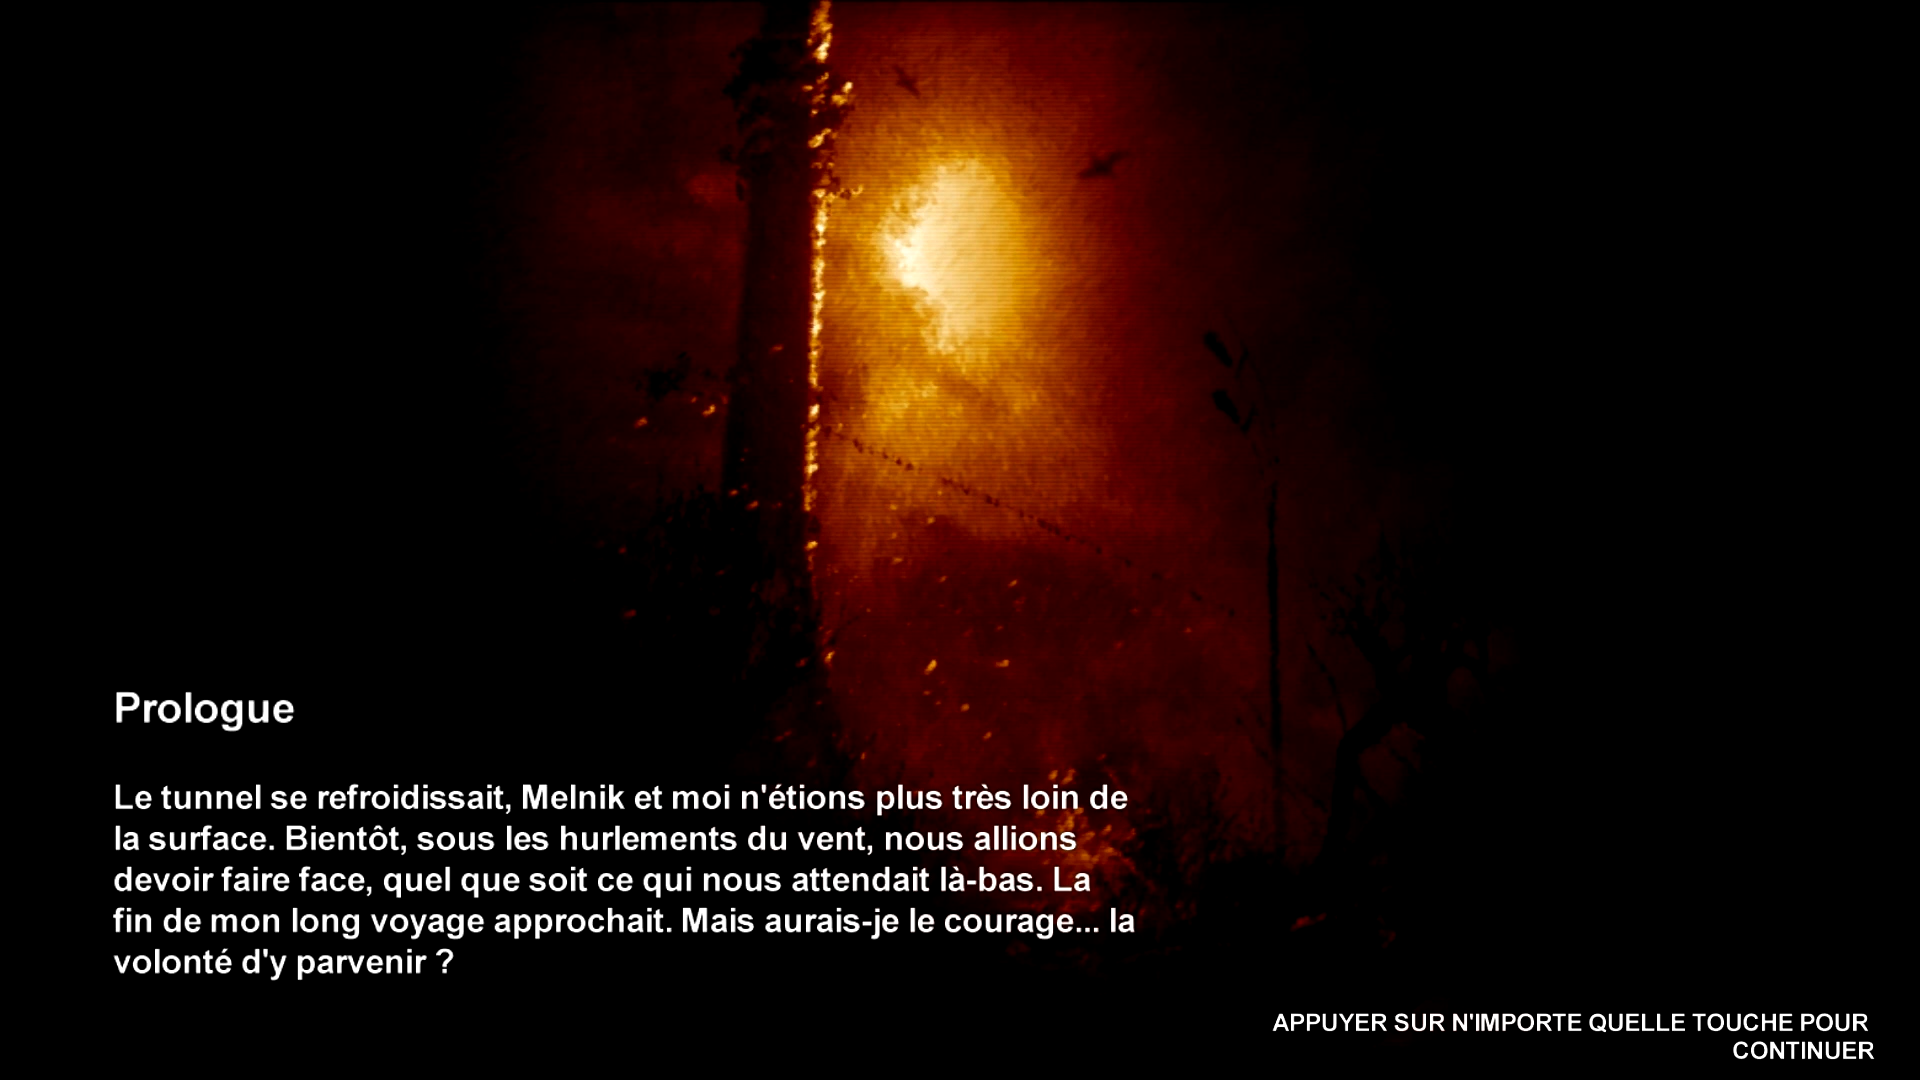 Prologue
Le tunnel se refroidissait, Melnik et moi n'étions plus très loin de
la surface. Bientôt, sous les hurlements du vent, nous allions
devoir faire face, quel que soit ce qui nous attendait là-bas. La
fin de mon long voyage approchait. Mais aurais-je le courage... la
volonté d'y parvenir ?
APPUYER SUR N'IMPORTE QUELLE TOUCHE POUR
CONTINUER